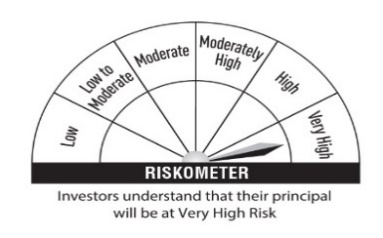 Low
Low to
Moderate
Moderate
Moderately
High
High
Very High
RISKOMETER
Investors understand that their principal
will be at Very High Risk